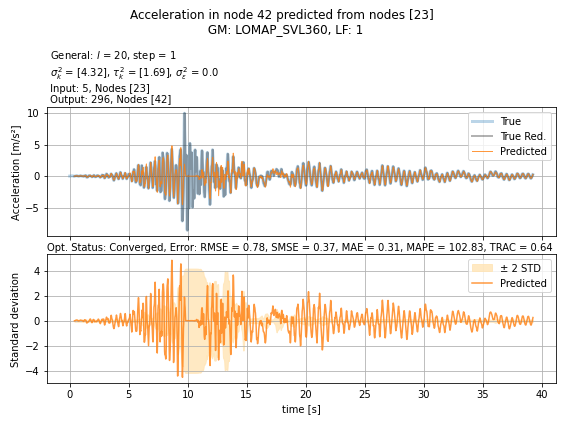 Acceleration in node 42 predicted from nodes [23]
GM: LOMAP_SVL360, LF: 1
General: l = 20, step = 1
σ²ₖ = [4.32], τ²ₖ = [1.69], σ²ε = 0.0
Input: 5, Nodes [23]
Output: 296, Nodes [42]
Acceleration [m/s²]
10
5
0
−5
True
True Red.
Predicted
Opt. Status: Converged, Error: RMSE = 0.78, SMSE = 0.37, MAE = 0.31, MAPE = 102.83, TRAC = 0.64
Standard deviation
4
2
0
−2
−4
± 2 STD
Predicted
0 5 10 15 20 25 30 35 40
time [s]